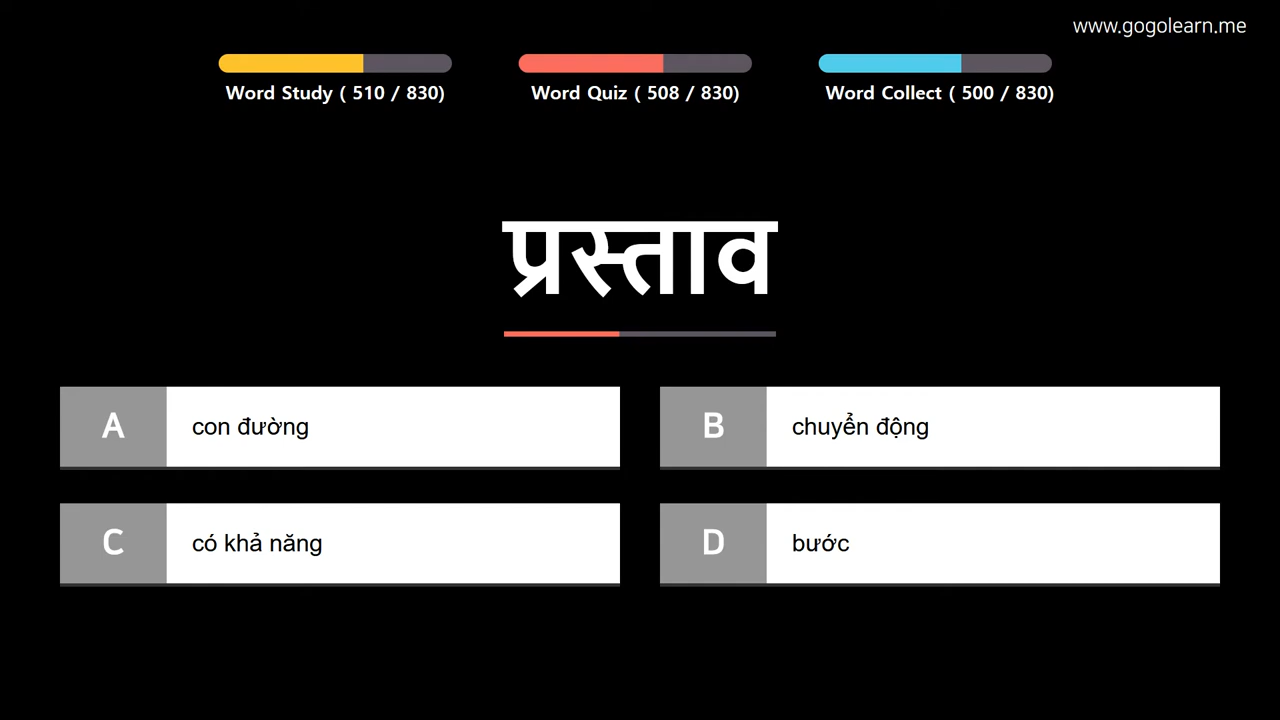 www.gogolearn.me
Word Study ( 510 / 830)
Word Quiz ( 508 / 830)
Word Collect ( 500 / 830)
प्रस्ताव
A con đường
B chuyển động
C có khả năng
D bước